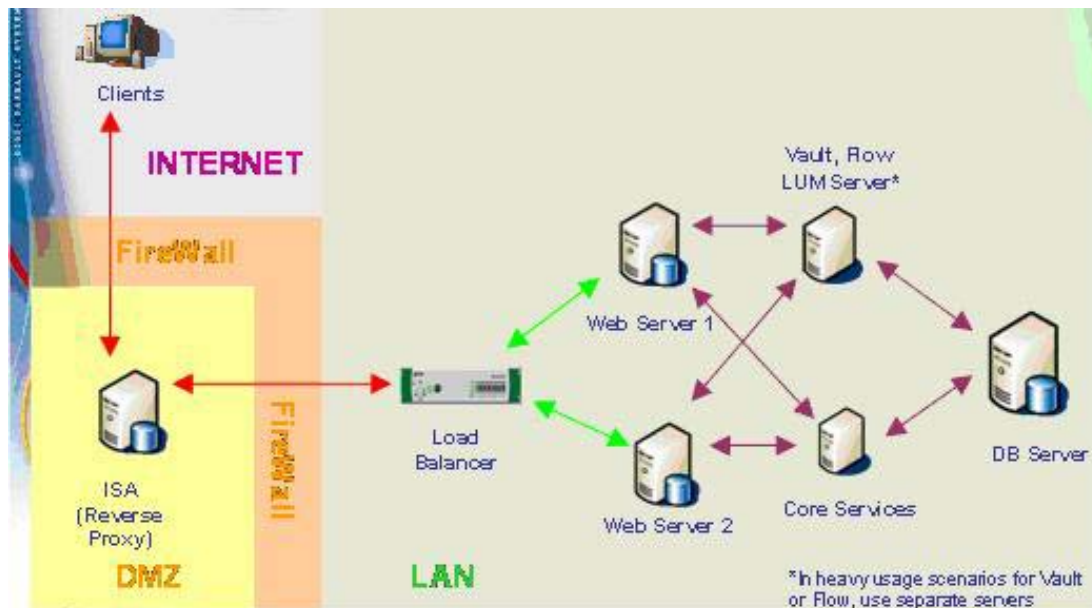 Clients
INTERNET
FireWall
Vault, Flow
LUM Server*
Web Server 1
FireWall
Load
Balancer
DB Server
ISA
(Reverse
Proxy)
Web Server 2
Core Services
DMZ
LAN
*In heavy usage scenarios for Vault
or Flow, use separate servers